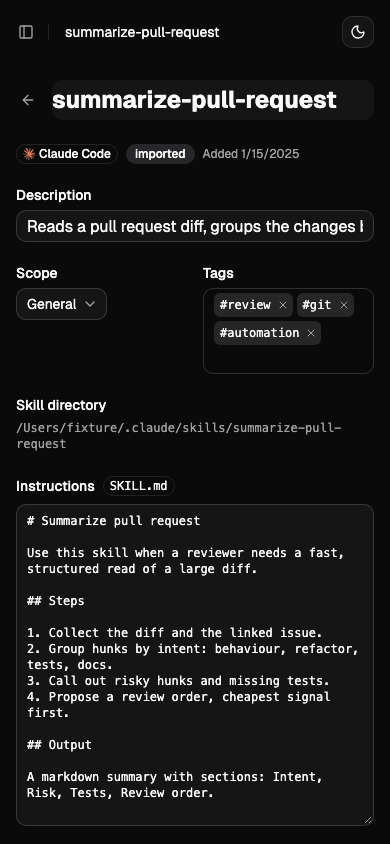 summarize-pull-request
summarize-pull-request
Claude Code imported Added 1/15/2025
Description
Reads a pull request diff, groups the changes
Scope Tags
General #review × #git ×
#automation ×
Skill directory
/Users/fixture/.claude/skills/summarize-pull-
request
Instructions SKILL.md
# Summarize pull request
Use this skill when a reviewer needs a fast,
structured read of a large diff.
## Steps
1. Collect the diff and the linked issue.
2. Group hunks by intent: behaviour, refactor,
tests, docs.
3. Call out risky hunks and missing tests.
4. Propose a review order, cheapest signal
first.
## Output
A markdown summary with sections: Intent,
Risk, Tests, Review order.